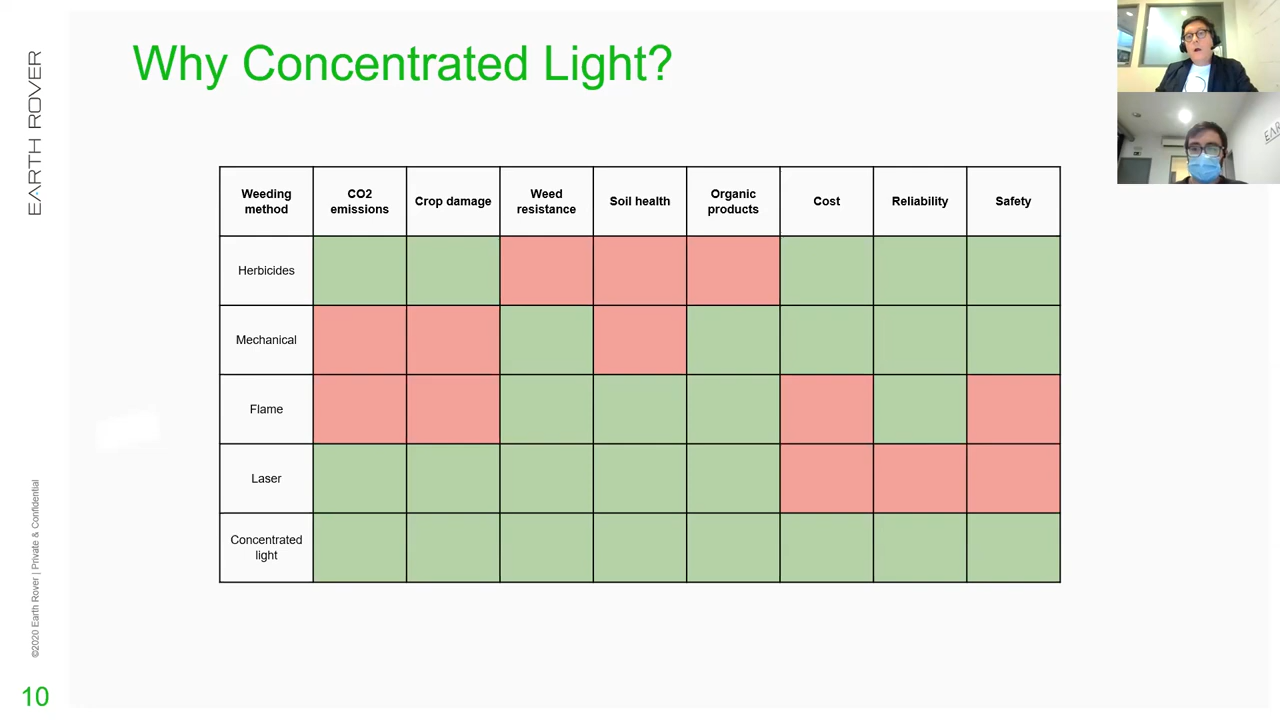 EARTH ROVER
Why Concentrated Light?
Weeding
method
CO2
emissions
Crop damage
Weed
resistance
Soil health
Organic
products
Cost
Reliability
Safety
Herbicides
Mechanical
Flame
Laser
Concentrated
light
©2020 Earth Rover | Private & Confidential
10
EAR